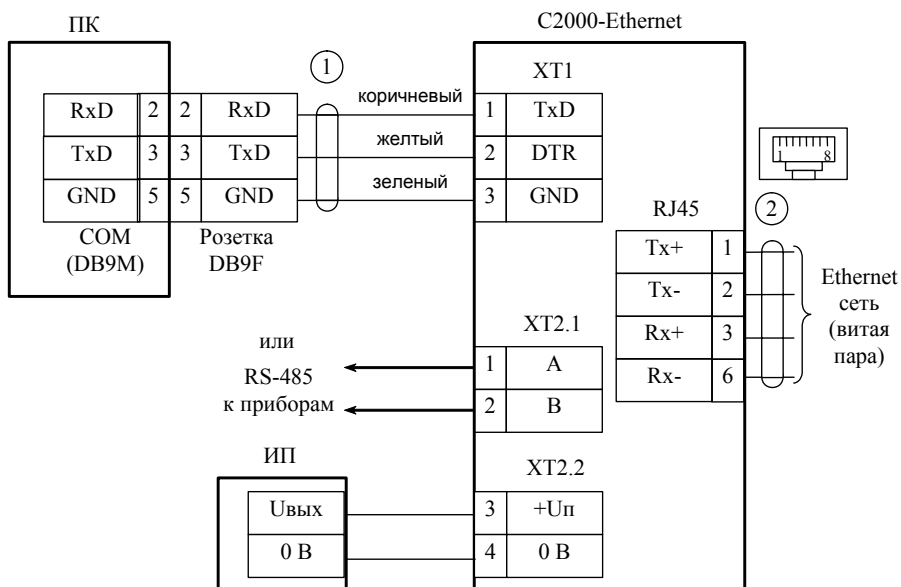 ПК
C2000-Ethernet
1
XT1
RxD 2 2 RxD коричневый 1 TxD
TxD 3 3 TxD желтый 2 DTR
GND 5 5 GND зеленый 3 GND
1 8
COM
(DB9M)
Розетка
DB9F
RJ45
2
Tx+ 1
Tx- 2
Rx+ 3
Rx- 6
Ethernet
сеть
(витая
пара)
XT2.1
или
RS-485
к приборам
1 A
2 B
ИП
XT2.2
Uвых 3 +Uп
0 В 4 0 В